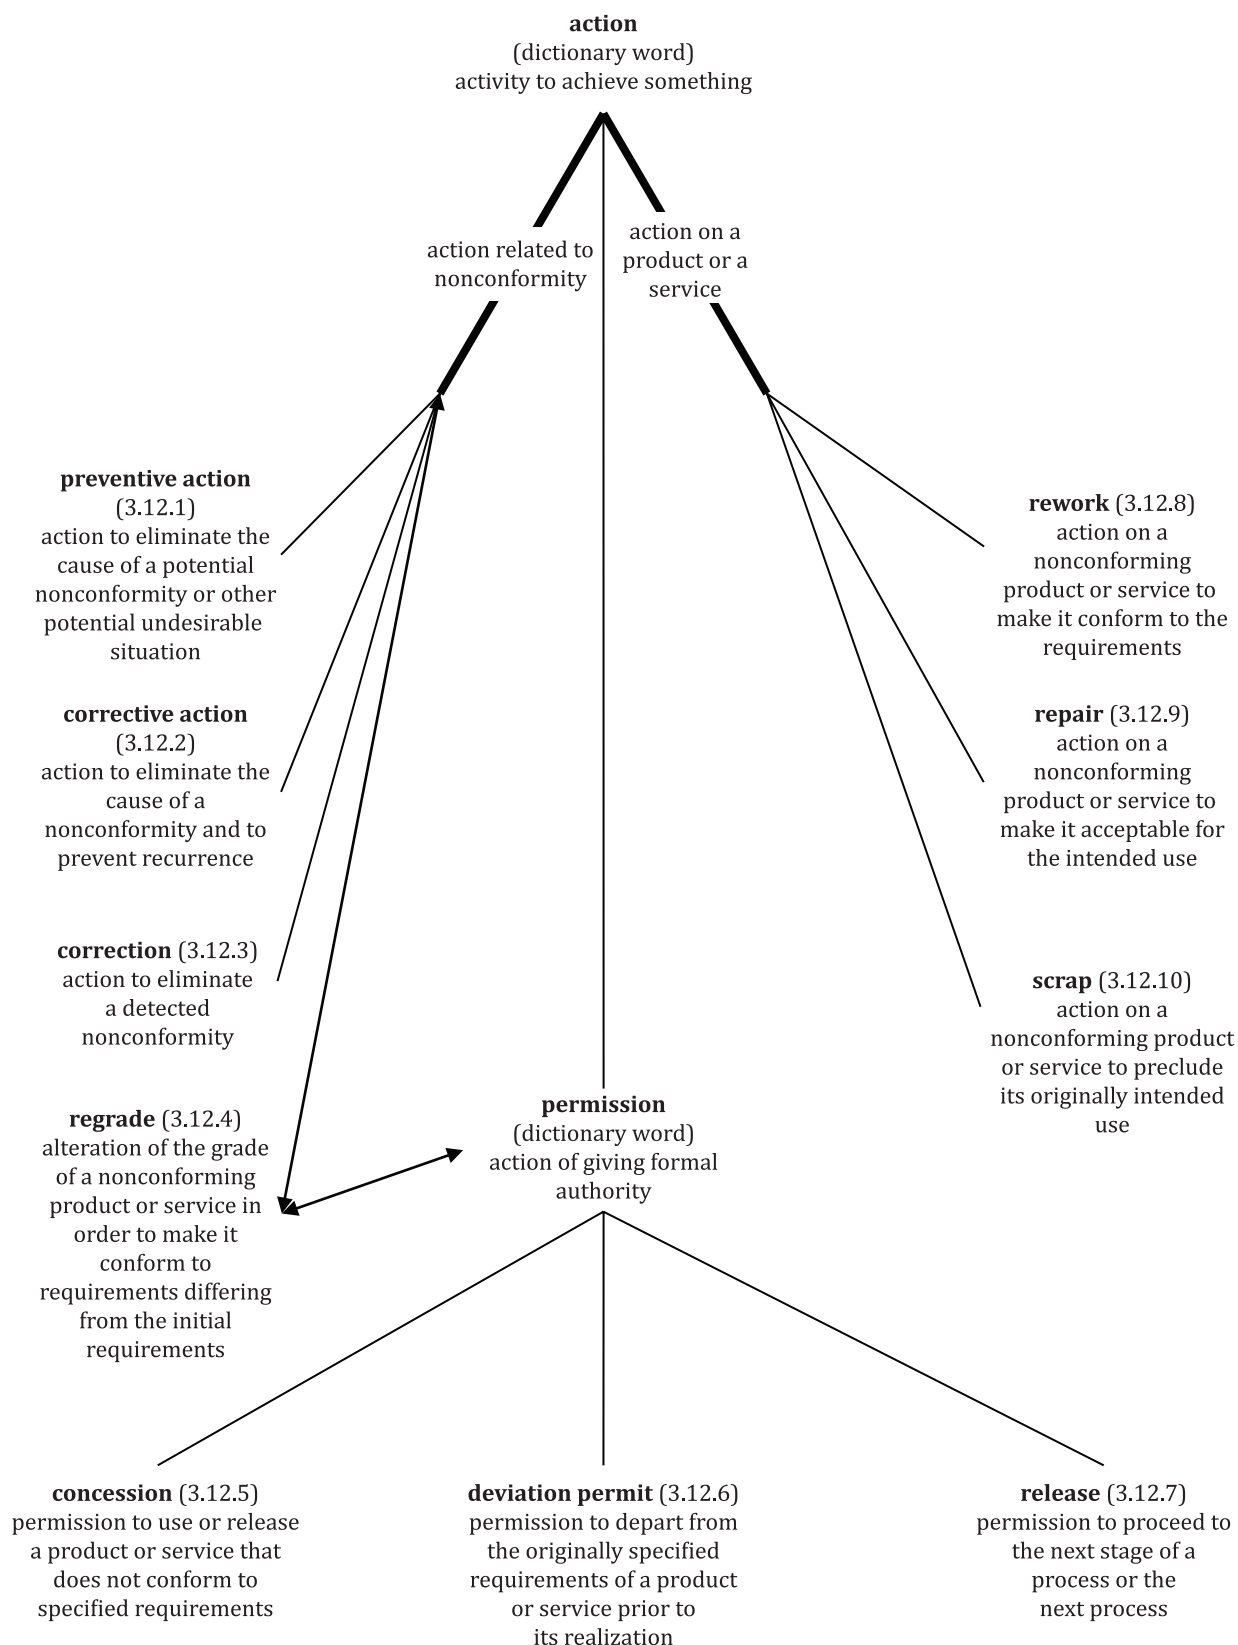 action
(dictionary word)
activity to achieve something
action related to
nonconformity
action on a
product or a
service
preventive action
(3.12.1)
action to eliminate the
cause of a potential
nonconformity or other
potential undesirable
situation
corrective action
(3.12.2)
action to eliminate the
cause of a
nonconformity and to
prevent recurrence
correction (3.12.3)
action to eliminate
a detected
nonconformity
regrade (3.12.4)
alteration of the grade
of a nonconforming
product or service in
order to make it
conform to
requirements differing
from the initial
requirements
rework (3.12.8)
action on a
nonconforming
product or service to
make it conform to the
requirements
repair (3.12.9)
action on a
nonconforming
product or service to
make it acceptable for
the intended use
scrap (3.12.10)
action on a
nonconforming product
or service to preclude
its originally intended
use
permission
(dictionary word)
action of giving formal
authority
concession (3.12.5)
permission to use or release
a product or service that
does not conform to
specified requirements
deviation permit (3.12.6)
permission to depart from
the originally specified
requirements of a product
or service prior to
its realization
release (3.12.7)
permission to proceed to
the next stage of a
process or the
next process